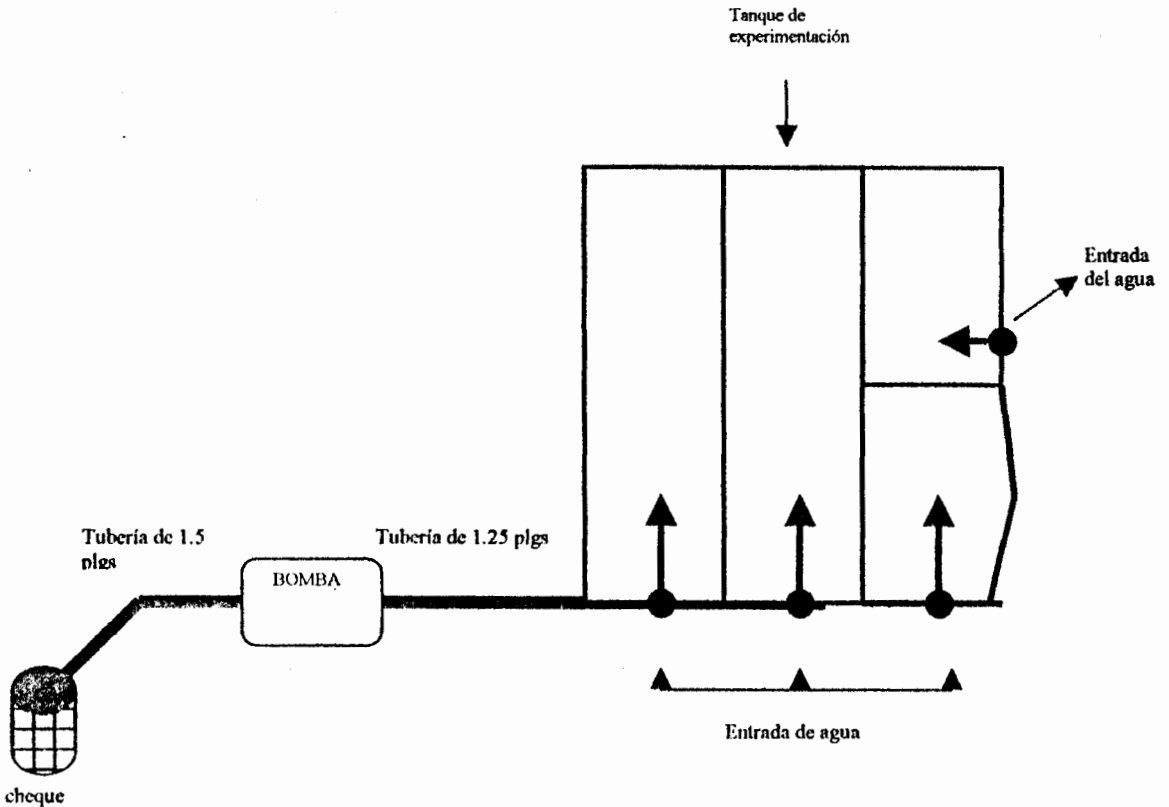 Tanque de
experimentación
Entrada
del agua
Tubería de 1.5
plgs
Tubería de 1.25 plgs
BOMBA
Entrada de agua
cheque